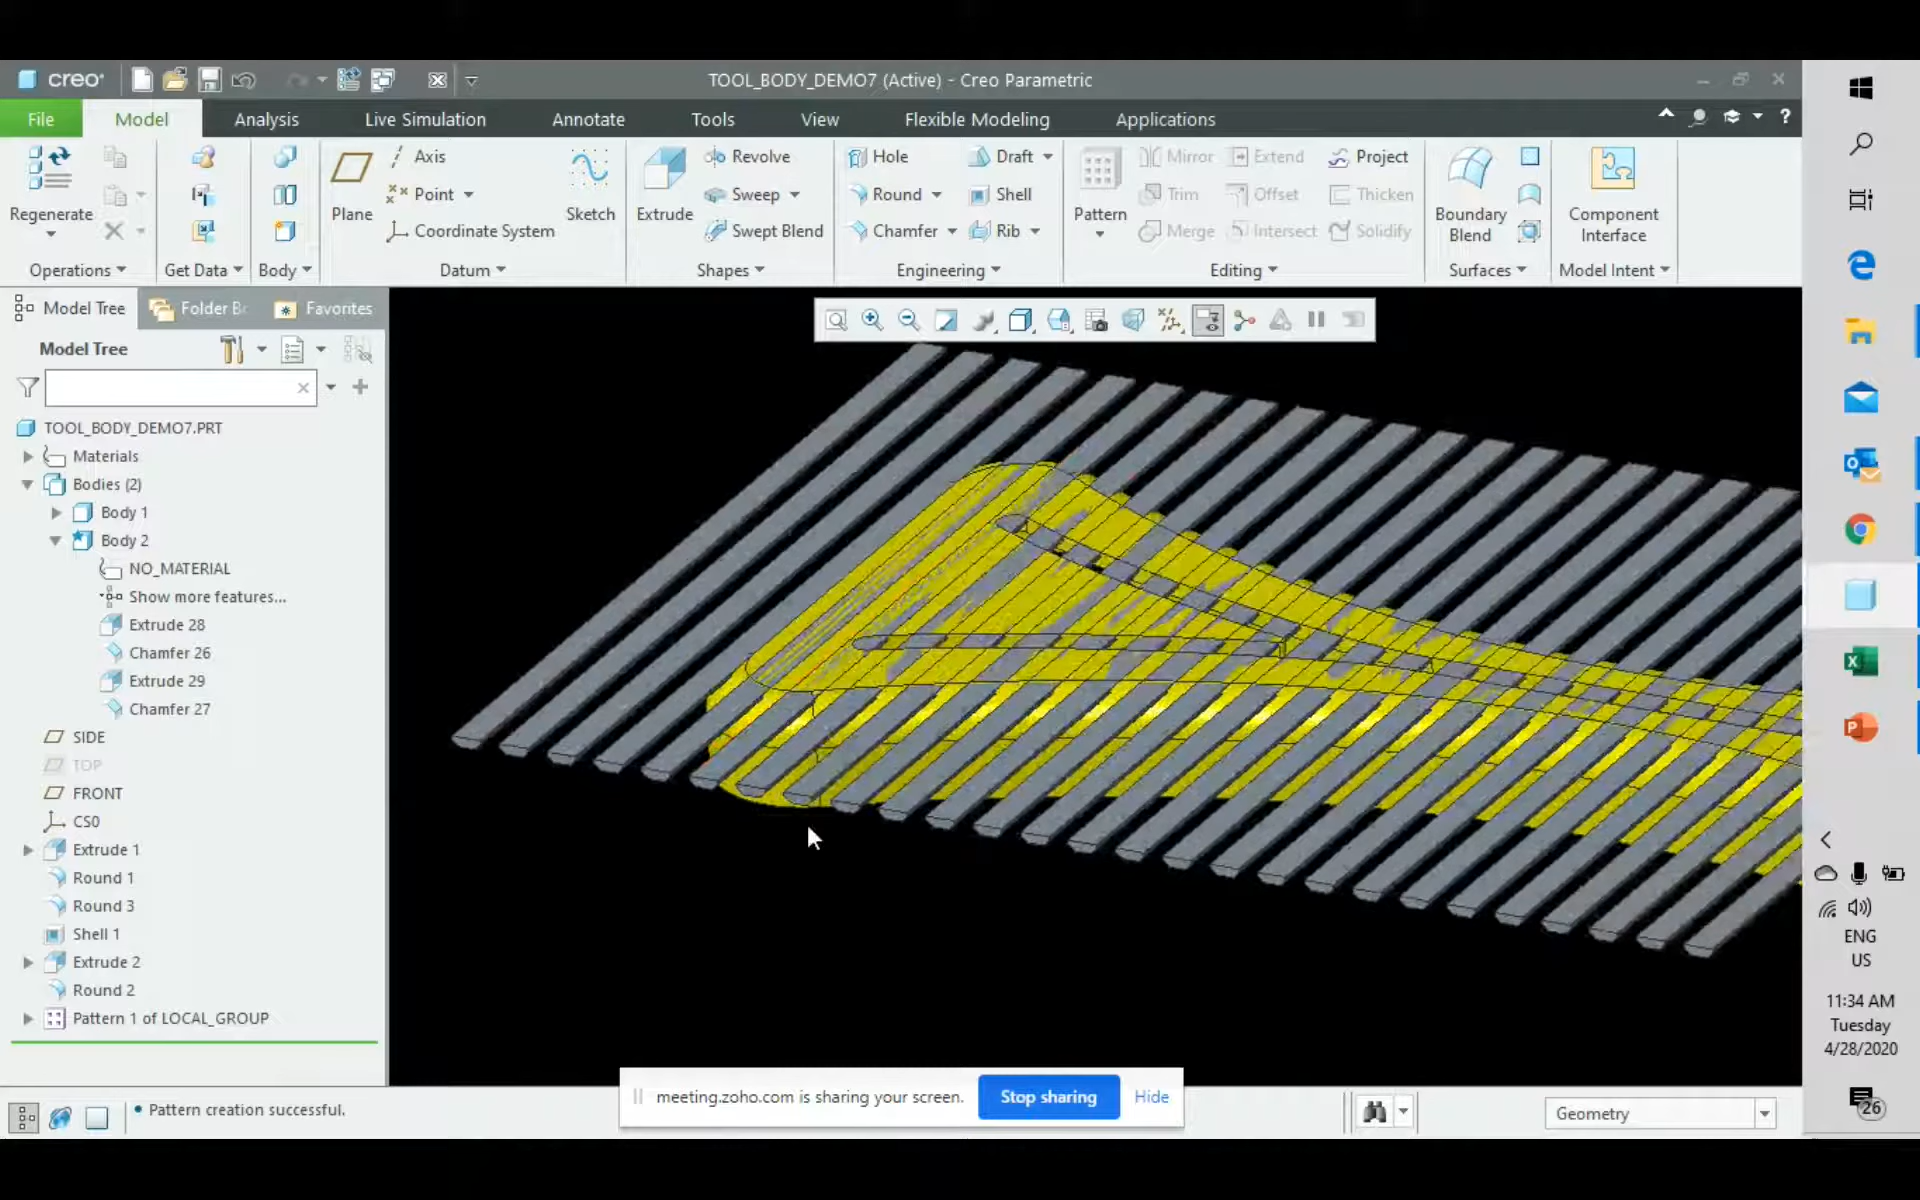 creo
TOOL_BODY_DEMO7 (Active) - Creo Parametric
File Model Analysis Live Simulation Annotate Tools View Flexible Modeling Applications
Regenerate
Operations
Get Data
Body
Plane
Axis
Point
Coordinate System
Sketch
Datum
Extrude
Revolve
Sweep
Swept Blend
Shapes
Hole Draft
Round Shell
Chamfer Rib
Engineering
Pattern
Mirror Extend Project
Trim Offset Thicken
Merge Intersect Solidify
Editing
Boundary Blend
Surfaces
Component Interface
Model Intent
Model Tree Folder Br Favorites
Model Tree
TOOL_BODY_DEMO7.PRT
Materials
Bodies (2)
Body 1
Body 2
NO_MATERIAL
Show more features...
Extrude 28
Chamfer 26
Extrude 29
Chamfer 27
SIDE
TOP
FRONT
CS0
Extrude 1
Round 1
Round 3
Shell 1
Extrude 2
Round 2
Pattern 1 of LOCAL_GROUP
• Pattern creation successful.
meeting.zoho.com is sharing your screen. Stop sharing Hide
Geometry
ENG
US
11:34 AM
Tuesday
4/28/2020
26